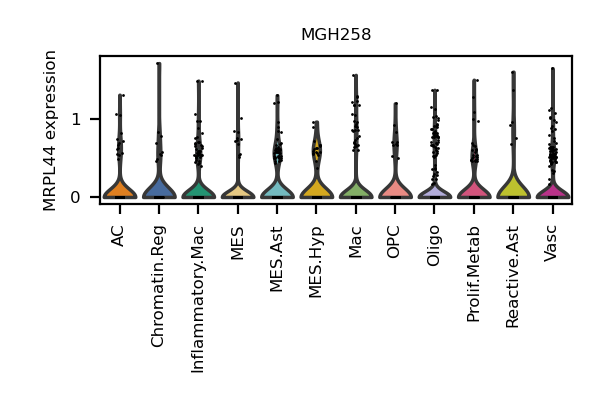 MGH258
MRPL44 expression
1
0
AC
Chromatin.Reg
Inflammatory.Mac
MES
MES.Ast
MES.Hyp
Mac
OPC
Oligo
Prolif.Metab
Reactive.Ast
Vasc